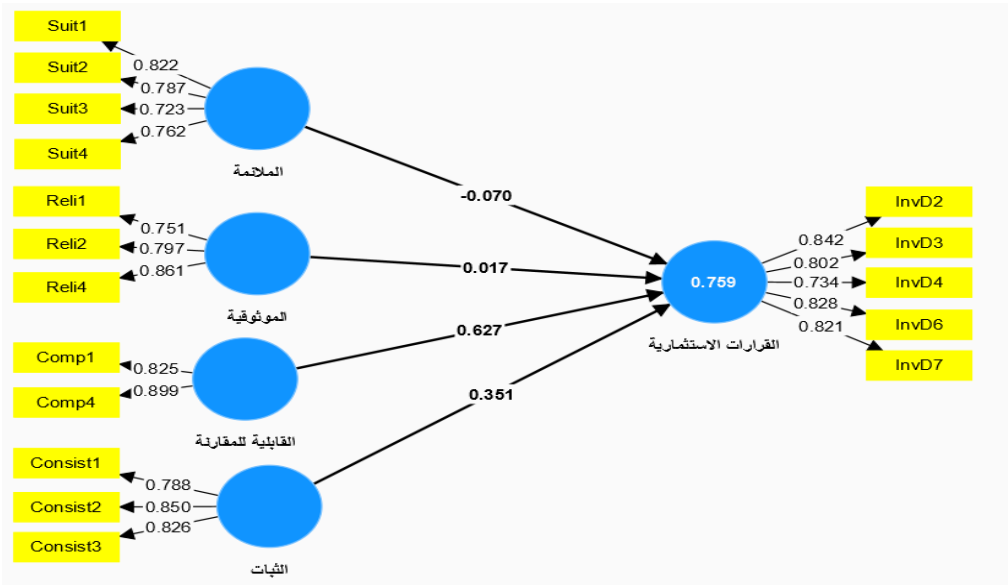 Suit1
Suit2
Suit3
Suit4
0.822
0.787
0.723
0.762
الملائمة
-0.070
Reli1
Reli2
Reli4
0.751
0.797
0.861
الموثوقية
0.017
Comp1
Comp4
0.825
0.899
القابلية للمقارنة
0.627
Consist1
Consist2
Consist3
0.788
0.850
0.826
الثبات
0.351
0.759
القرارات الاستثمارية
0.842
0.802
0.734
0.828
0.821
InvD2
InvD3
InvD4
InvD6
InvD7